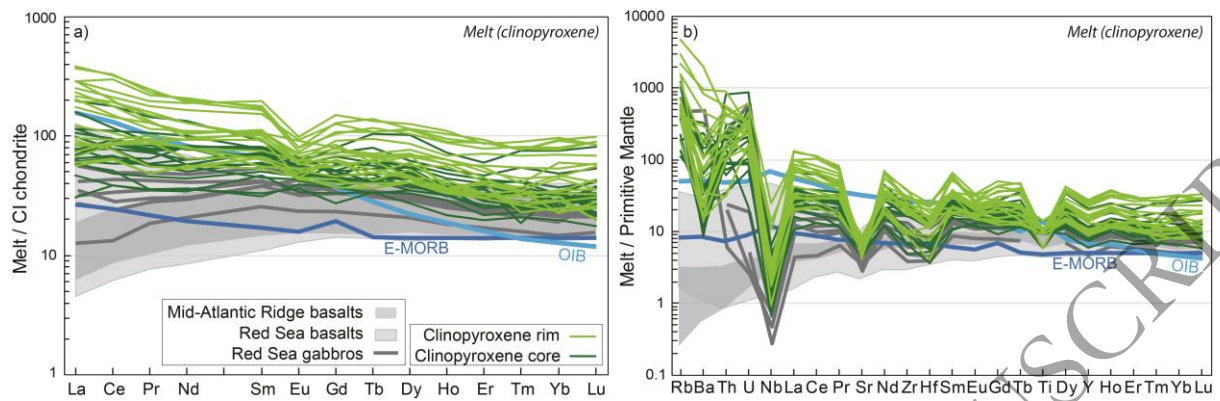 a)
Melt (clinopyroxene)
Melt / CI chondrite
1000
100
10
1
E-MORB
OIB
Mid-Atlantic Ridge basalts
Red Sea basalts
Red Sea gabbros
Clinopyroxene rim
Clinopyroxene core
La Ce Pr Nd Sm Eu Gd Tb Dy Ho Er Tm Yb Lu
b)
Melt (clinopyroxene)
Melt / Primitive Mantle
10000
1000
100
10
1
0.1
E-MORB
OIB
Rb Ba Th U Nb La Ce Pr Sr Nd Zr Hf Sm Eu Gd Tb Ti Dy Y Ho Er Tm Yb Lu